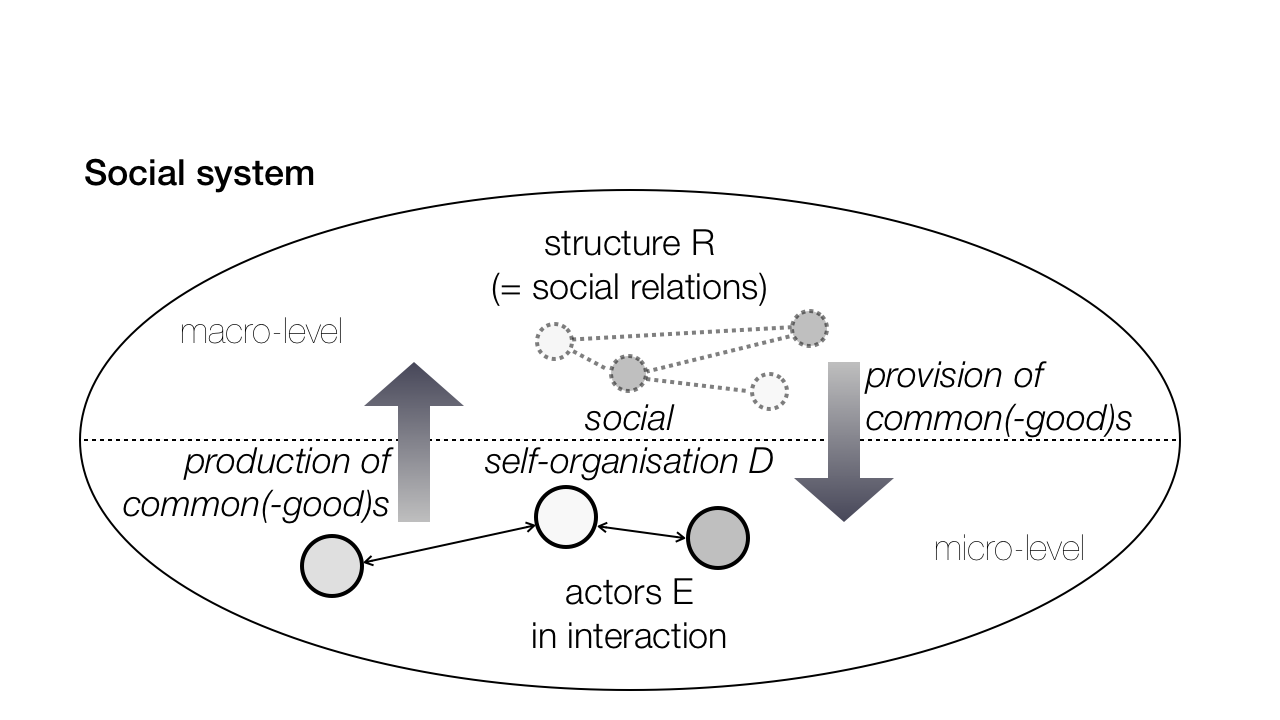 Social system
structure R
(= social relations)
macro-level
provision of
common(-good)s
social
self-organisation D
production of
common(-good)s
micro-level
actors E
in interaction